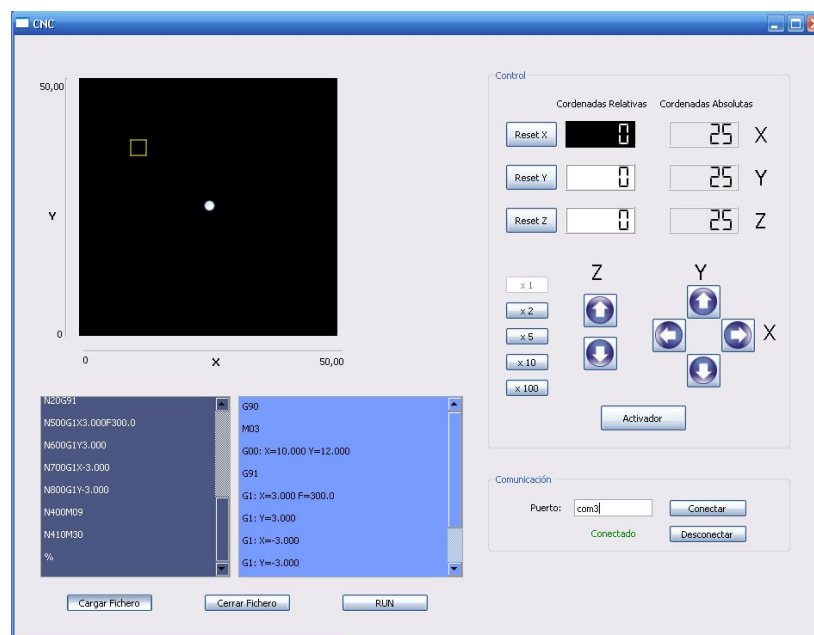 CNC
50,00
Y
0
0 X 50,00
Control
Cordenadas Relativas Cordenadas Absolutas
Reset X 0 25 X
Reset Y 0 25 Y
Reset Z 0 25 Z
Z Y
x 1
x 2
x 5
X
x 10
x 100
Activador
N20G91
N500G1X3.000F300.0
N600G1Y3.000
N700G1X-3.000
N800G1Y-3.000
N400M09
N410M30
%
G90
M03
G00: X=10.000 Y=12.000
G91
G1: X=3.000 F=300.0
G1: Y=3.000
G1: X=-3.000
G1: Y=-3.000
Comunicación
Puerto: com3 Conectar
Conectado Desconectar
Cargar Fichero Cerrar Fichero RUN